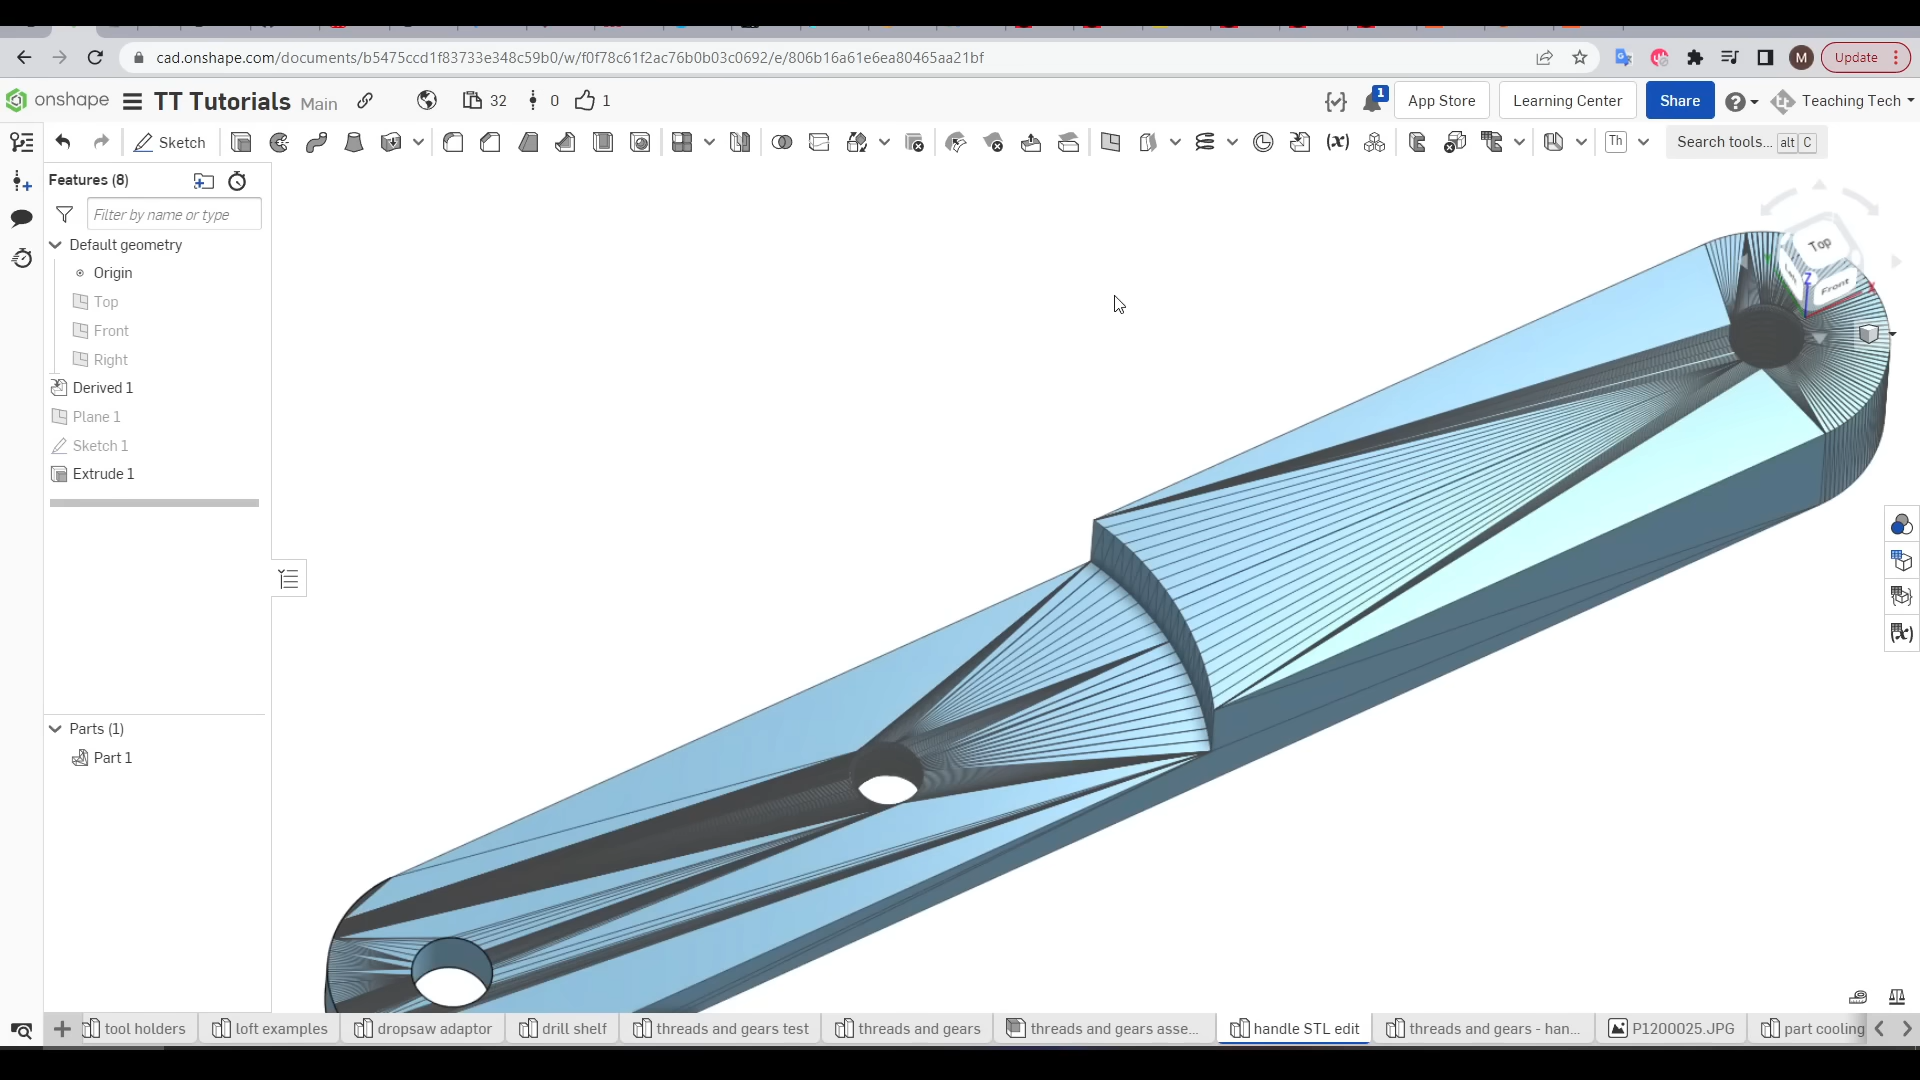 cad.onshape.com/documents/b5475ccd1f83733e348c59b0/w/f0f78c61f2ac76b0b03c0692/e/806b16a61e6ea80465aa21bf
M Update
onshape TT Tutorials Main 32 0 1 1 App Store Learning Center Share Teaching Tech
Sketch (x) Th Search tools... alt C
Features (8)
Filter by name or type
Default geometry
Origin
Top
Front
Right
Derived 1
Plane 1
Sketch 1
Extrude 1
Parts (1)
Part 1
Top
Front
Z
X
(x)
tool holders loft examples dropsaw adaptor drill shelf threads and gears test threads and gears threads and gears asse... handle STL edit threads and gears - han... P1200025.JPG part cooling